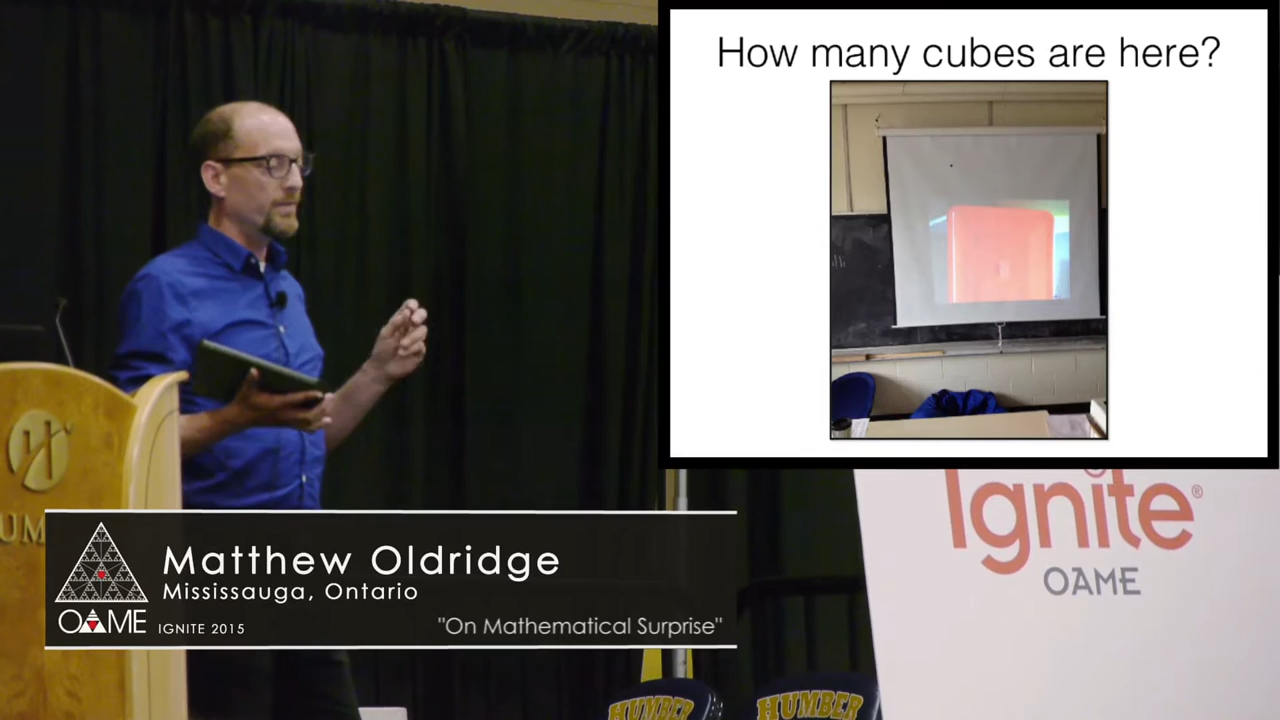 How many cubes are here?
Ignite®
OAME
Matthew Oldridge
Mississauga, Ontario
OAME IGNITE 2015
"On Mathematical Surprise"
HUMBER
HUMBER